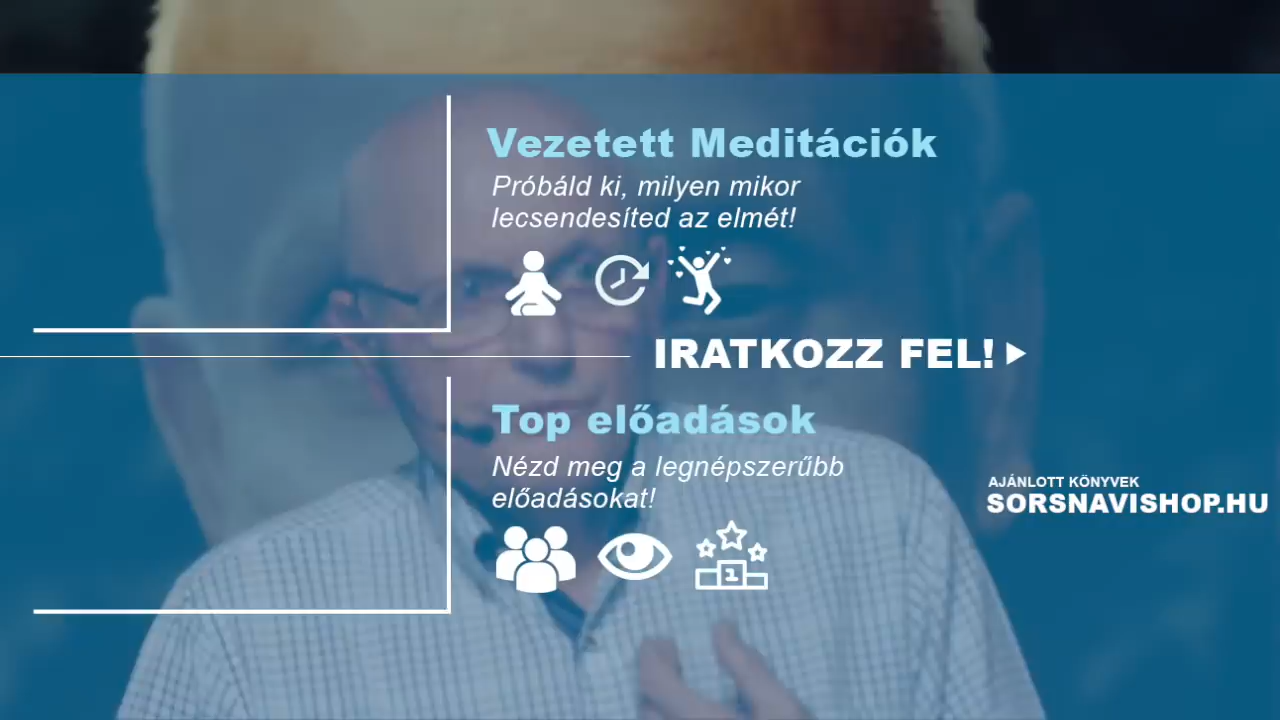 Vezetett Meditációk
Próbáld ki, milyen mikor
lecsendesíted az elmét!
IRATKOZZ FEL!
Top előadások
Nézd meg a legnépszerűbb
előadásokat!
AJÁNLOTT KÖNYVEK
SORSNAVISHOP.HU
1